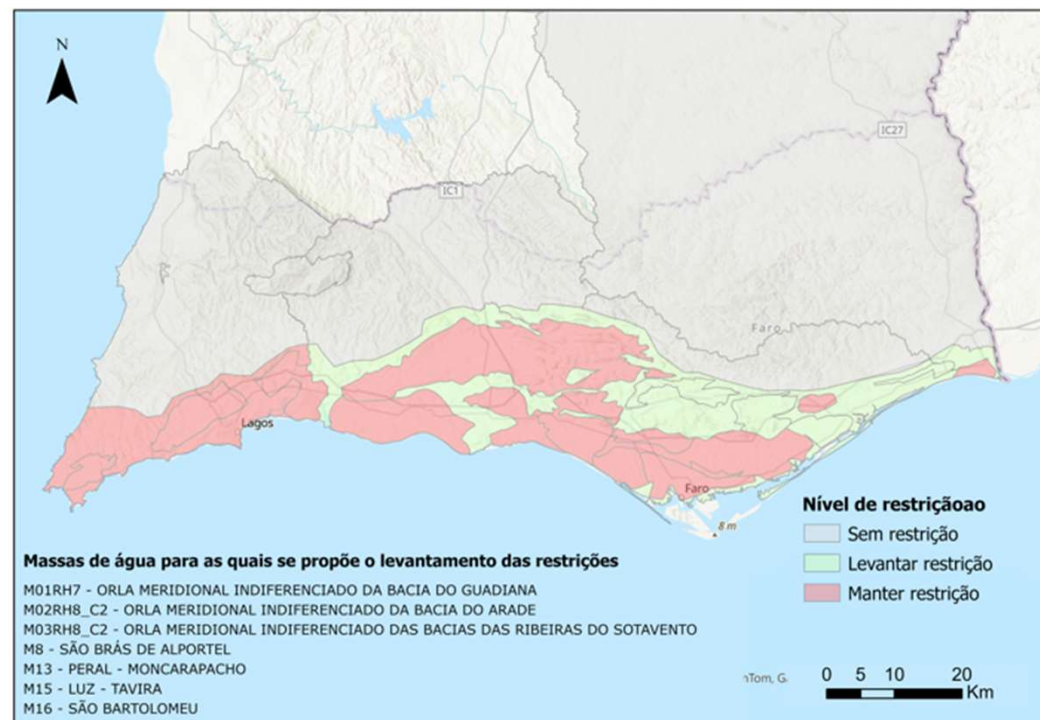 N
IC27
IC1
Faro
Lagos
Faro
8 m
Nível de restriçãoao
Sem restrição
Levantar restrição
Manter restrição
Massas de água para as quais se propõe o levantamento das restrições
M01RH7 - ORLA MERIDIONAL INDIFERENCIADO DA BACIA DO GUADIANA
M02RH8_C2 - ORLA MERIDIONAL INDIFERENCIADO DA BACIA DO ARADE
M03RH8_C2 - ORLA MERIDIONAL INDIFERENCIADO DAS BACIAS DAS RIBEIRAS DO SOTAVENTO
M8 - SÃO BRÁS DE ALPORTEL
M13 - PERAL - MONCARAPACHO
M15 - LUZ - TAVIRA
M16 - SÃO BARTOLOMEU
nTom, G
0 5 10 20
Km